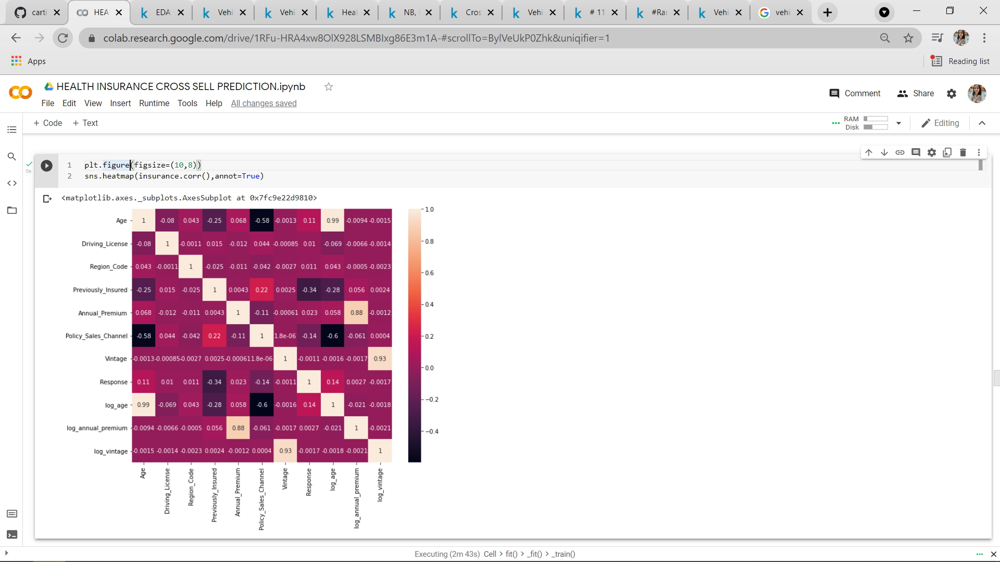 carti HEA EDA Vehi Vehi Heal NB, Cros Vehi # 11 #Rar Vehi vehi
colab.research.google.com/drive/1RFu-HRA4xw8OlX928LSMBIxg86E3m1A-#scrollTo=BylVeUkP0Zhk&uniqifier=1
Apps Reading list
HEALTH INSURANCE CROSS SELL PREDICTION.ipynb
File Edit View Insert Runtime Tools Help All changes saved
Comment Share
+ Code + Text
RAM
Disk
Editing
1 plt.figure(figsize=(10,8))
2 sns.heatmap(insurance.corr(),annot=True)
0s
<matplotlib.axes._subplots.AxesSubplot at 0x7fc9e22d9810>
Age 1 -0.08 0.043 -0.25 0.068 -0.58 -0.0013 0.11 0.99 -0.0094 -0.0015
Driving_License -0.08 1 -0.0011 0.015 -0.012 0.044 -0.00085 0.01 -0.069 -0.0066 -0.0014
Region_Code 0.043 -0.0011 1 -0.025 -0.011 -0.042 -0.0027 0.011 0.043 -0.0005 -0.0023
Previously_Insured -0.25 0.015 -0.025 1 0.0043 0.22 0.0025 -0.34 -0.28 0.056 0.0024
Annual_Premium 0.068 -0.012 -0.011 0.0043 1 -0.11 -0.00061 0.023 0.058 0.88 -0.0012
Policy_Sales_Channel -0.58 0.044 -0.042 0.22 -0.11 1 1.8e-06 -0.14 -0.6 -0.061 0.0004
Vintage -0.0013 -0.00085 -0.0027 0.0025 -0.00061 1.8e-06 1 -0.0011 -0.0016 -0.0017 0.93
Response 0.11 0.01 0.011 -0.34 0.023 -0.14 -0.0011 1 0.14 0.0027 -0.0017
log_age 0.99 -0.069 0.043 -0.28 0.058 -0.6 -0.0016 0.14 1 -0.021 -0.0018
log_annual_premium -0.0094 -0.0066 -0.0005 0.056 0.88 -0.061 -0.0017 0.0027 -0.021 1 -0.0021
log_vintage -0.0015 -0.0014 -0.0023 0.0024 -0.0012 0.0004 0.93 -0.0017 -0.0018 -0.0021 1
Age
Driving_License
Region_Code
Previously_Insured
Annual_Premium
Policy_Sales_Channel
Vintage
Response
log_age
log_annual_premium
log_vintage
1.0
0.8
0.6
0.4
0.2
0.0
−0.2
−0.4
Executing (2m 43s) Cell > fit() > _fit() > _train()